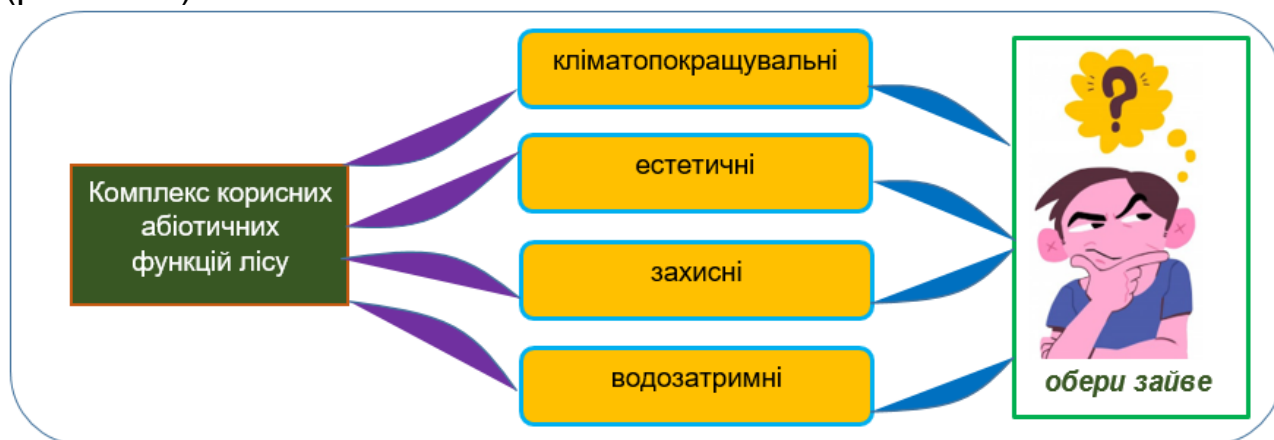 Комплекс корисних
абіотичних
функцій лісу
кліматопокращувальні
естетичні
захисні
водозатримні
?
обери зайве